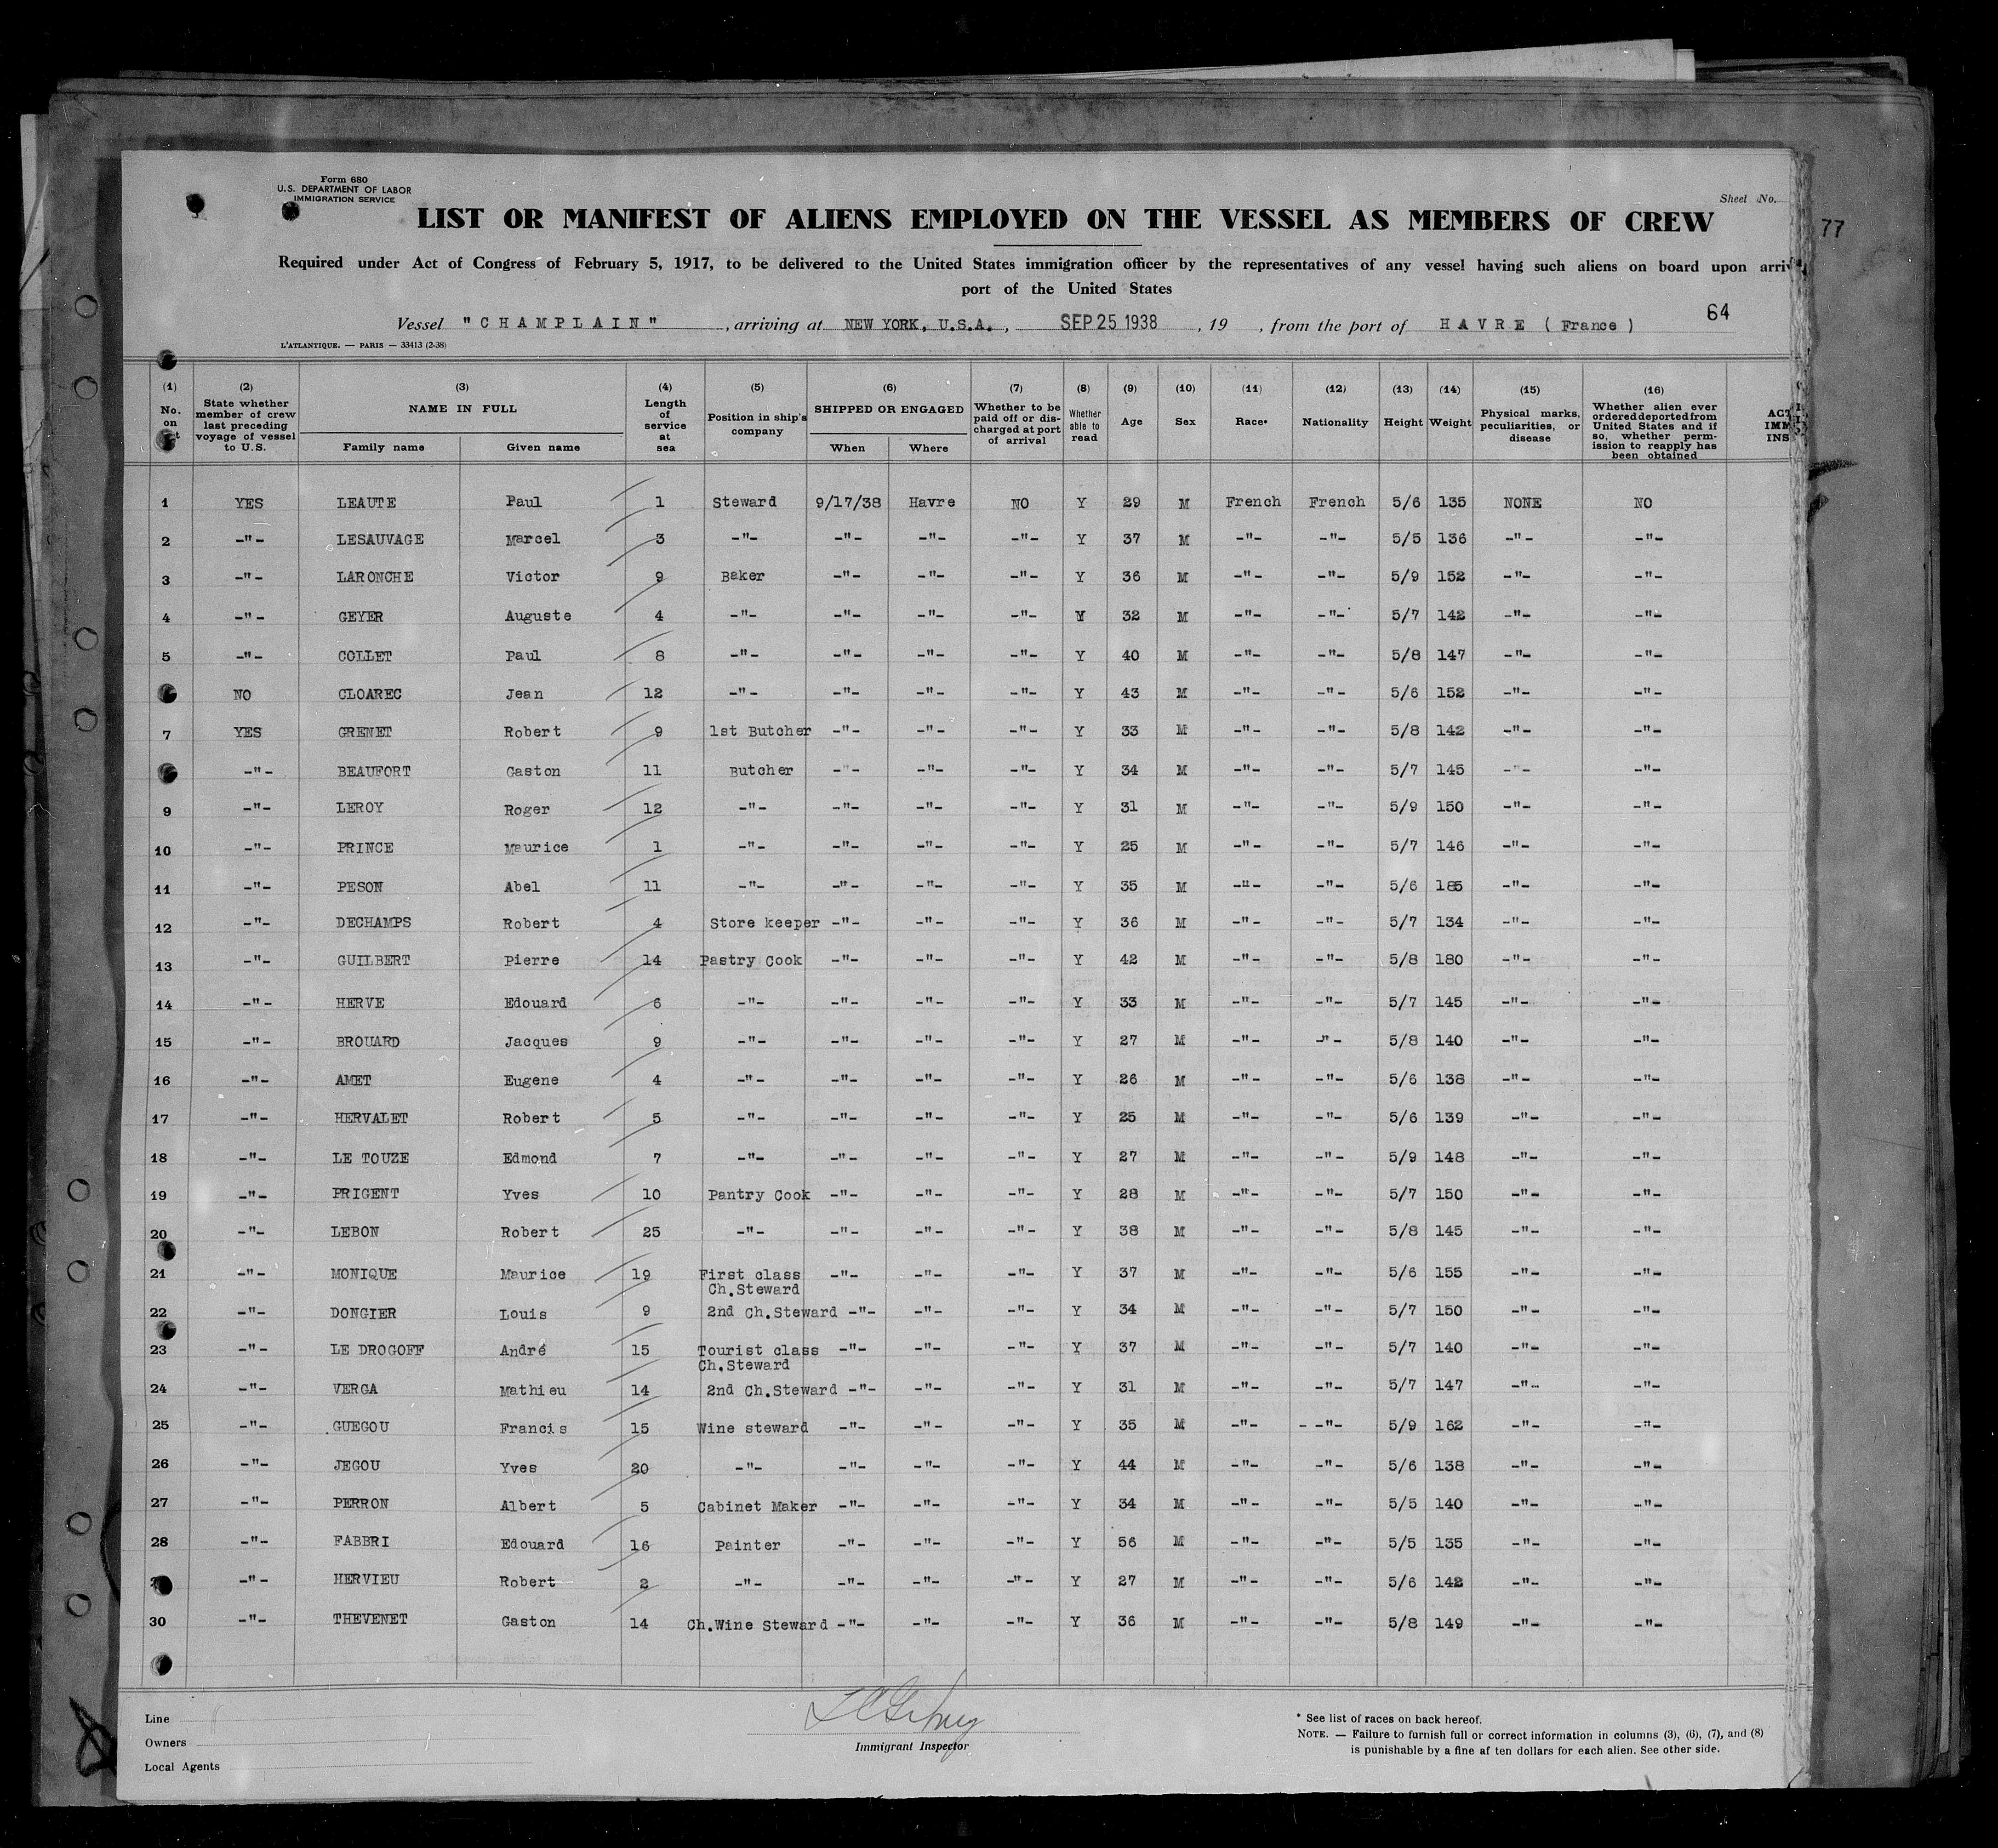 Form 680
U.S. DEPARTMENT OF LABOR
IMMIGRATION SERVICE
Sheet No.
LIST OR MANIFEST OF ALIENS EMPLOYED ON THE VESSEL AS MEMBERS OF CREW
77
Required under Act of Congress of February 5, 1917, to be delivered to the United States immigration officer by the representatives of any vessel having such aliens on board upon
port of the United States
Vessel "CHAMPLAIN", arriving at NEW YORK, U.S.A., SEP 25 1938, 19 , from the port of HAVRE (France) 64
L'ATLANTIQUE. — PARIS — 33413 (2-38)
(1) (2) (3) (4) (5) (6) (7) (8) (9) (10) (11) (12) (13) (14) (15) (16)
No. on State whether member of crew last preceding voyage of vessel to U.S. NAME IN FULL Family name Given name Length of service at sea Position in ship's company SHIPPED OR ENGAGED When Where Whether to be paid off or discharged at port of arrival Whether able to read Age Sex Race* Nationality Height Weight Physical marks, peculiarities, or disease Whether alien ever ordered deported from United States and if so, whether permission to reapply has been obtained
1 YES LEAUTE Paul 1 Steward 9/17/38 Havre NO Y 29 M French French 5/6 135 NONE NO
2 -"- LESAUVAGE Marcel 3 -"- -"- -"- -"- Y 37 M -"- -"- 5/5 136 -"- -"-
3 -"- LARONCHE Victor 9 Baker -"- -"- -"- Y 36 M -"- -"- 5/9 152 -"- -"-
4 -"- GEYER Auguste 4 -"- -"- -"- -"- Y 32 M -"- -"- 5/7 142 -"- -"-
5 -"- COLLET Paul 8 -"- -"- -"- -"- Y 40 M -"- -"- 5/8 147 -"- -"-
NO CLOAREC Jean 12 -"- -"- -"- -"- Y 43 M -"- -"- 5/6 152 -"- -"-
7 YES GRENET Robert 9 1st Butcher -"- -"- -"- Y 33 M -"- -"- 5/8 142 -"- -"-
-"- BEAUFORT Gaston 11 Butcher -"- -"- -"- Y 34 M -"- -"- 5/7 145 -"- -"-
9 -"- LEROY Roger 12 -"- -"- -"- -"- Y 31 M -"- -"- 5/9 150 -"- -"-
10 -"- PRINCE Maurice 1 -"- -"- -"- -"- Y 25 M -"- -"- 5/7 146 -"- -"-
11 -"- PESON Abel 11 -"- -"- -"- -"- Y 35 M -"- -"- 5/6 185 -"- -"-
12 -"- DECHAMPS Robert 4 Store keeper -"- -"- -"- Y 36 M -"- -"- 5/7 134 -"- -"-
13 -"- GUILBERT Pierre 14 Pastry Cook -"- -"- -"- Y 42 M -"- -"- 5/8 180 -"- -"-
14 -"- HERVE Edouard 6 -"- -"- -"- -"- Y 33 M -"- -"- 5/7 145 -"- -"-
15 -"- BROUARD Jacques 9 -"- -"- -"- -"- Y 27 M -"- -"- 5/8 140 -"- -"-
16 -"- AMET Eugene 4 -"- -"- -"- -"- Y 26 M -"- -"- 5/6 138 -"- -"-
17 -"- HERVALET Robert 5 -"- -"- -"- -"- Y 25 M -"- -"- 5/6 139 -"- -"-
18 -"- LE TOUZE Edmond 7 -"- -"- -"- -"- Y 27 M -"- -"- 5/9 148 -"- -"-
19 -"- PRIGENT Yves 10 Pantry Cook -"- -"- -"- Y 28 M -"- -"- 5/7 150 -"- -"-
20 -"- LEBON Robert 25 -"- -"- -"- -"- Y 38 M -"- -"- 5/8 145 -"- -"-
21 -"- MONIQUE Maurice 19 First class Ch.Steward -"- -"- -"- Y 37 M -"- -"- 5/6 155 -"- -"-
22 -"- DONGIER Louis 9 2nd Ch.Steward -"- -"- -"- Y 34 M -"- -"- 5/7 150 -"- -"-
23 -"- LE DROGOFF André 15 Tourist class Ch.Steward -"- -"- -"- Y 37 M -"- -"- 5/7 140 -"- -"-
24 -"- VERGA Mathieu 14 2nd Ch.Steward -"- -"- -"- Y 31 M -"- -"- 5/7 147 -"- -"-
25 -"- GUEGOU Francis 15 Wine steward -"- -"- -"- Y 35 M -"- -"- 5/9 162 -"- -"-
26 -"- JEGOU Yves 20 -"- -"- -"- -"- Y 44 M -"- -"- 5/6 138 -"- -"-
27 -"- PERRON Albert 5 Cabinet Maker -"- -"- -"- Y 34 M -"- -"- 5/5 140 -"- -"-
28 -"- FABBRI Edouard 16 Painter -"- -"- -"- Y 56 M -"- -"- 5/5 135 -"- -"-
-"- HERVIEU Robert 2 -"- -"- -"- -"- Y 27 M -"- -"- 5/6 142 -"- -"-
30 -"- THEVENET Gaston 14 Ch.Wine Steward -"- -"- -"- Y 36 M -"- -"- 5/8 149 -"- -"-
Line
Owners
Local Agents
Immigrant Inspector
* See list of races on back hereof.
NOTE. — Failure to furnish full or correct information in columns (3), (6), (7), and (8)
is punishable by a fine af ten dollars for each alien. See other side.